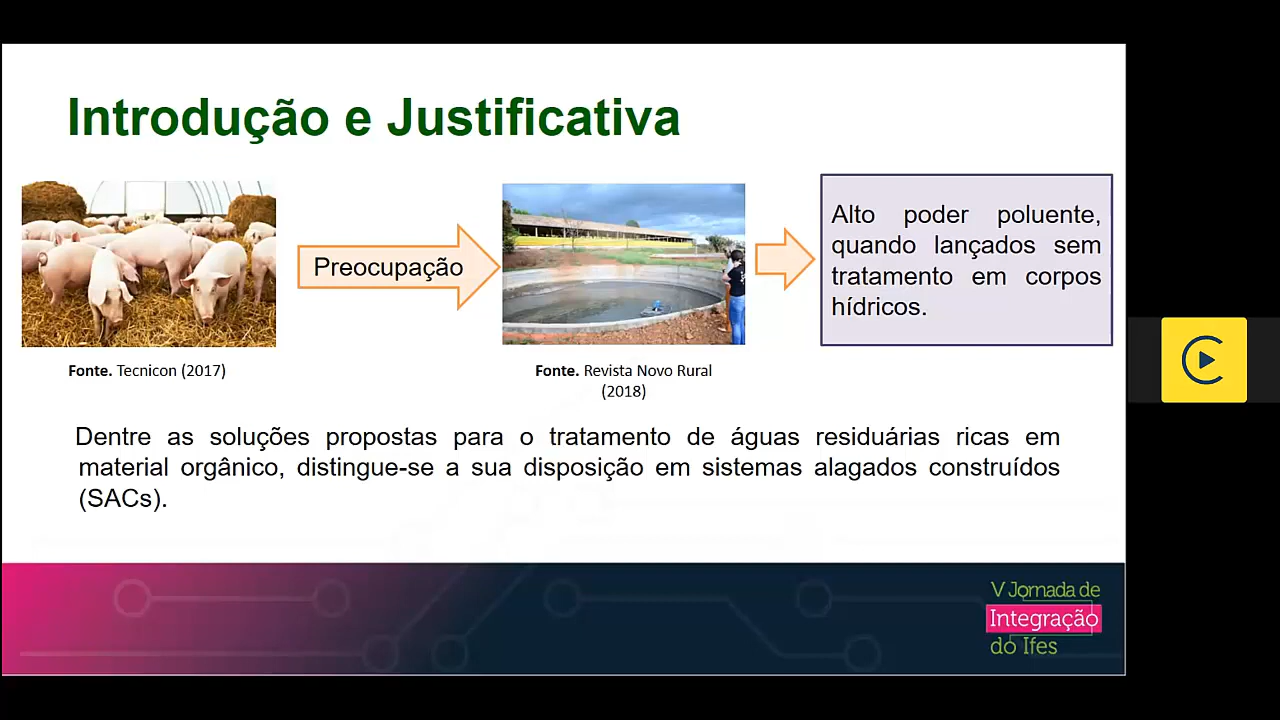 Introdução e Justificativa
Preocupação
Alto poder poluente,
quando lançados sem
tratamento em corpos
hídricos.
Fonte. Tecnicon (2017)
Fonte. Revista Novo Rural
(2018)
Dentre as soluções propostas para o tratamento de águas residuárias ricas em
material orgânico, distingue-se a sua disposição em sistemas alagados construídos
(SACs).
V Jornada de
Integração
do Ifes